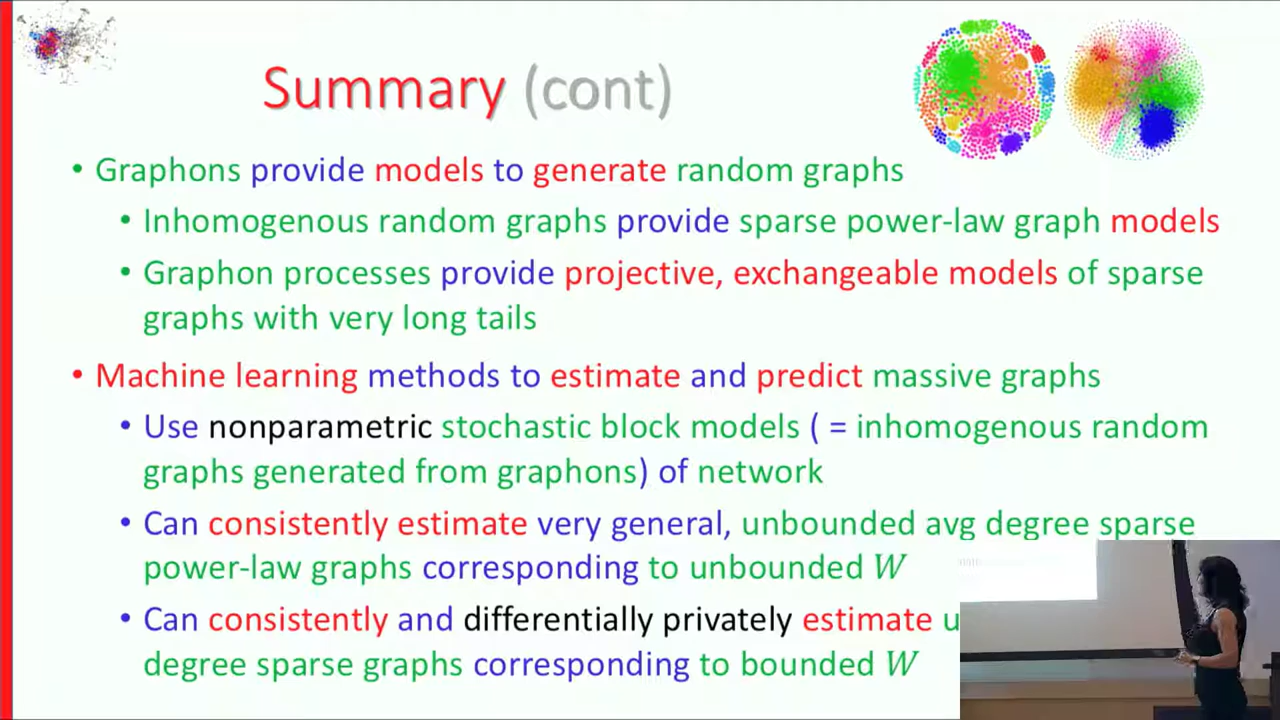 Summary (cont)
• Graphons provide models to generate random graphs
• Inhomogenous random graphs provide sparse power-law graph models
• Graphon processes provide projective, exchangeable models of sparse
graphs with very long tails
• Machine learning methods to estimate and predict massive graphs
• Use nonparametric stochastic block models ( = inhomogenous random
graphs generated from graphons) of network
• Can consistently estimate very general, unbounded avg degree sparse
power-law graphs corresponding to unbounded W
• Can consistently and differentially privately estimate
degree sparse graphs corresponding to bounded W